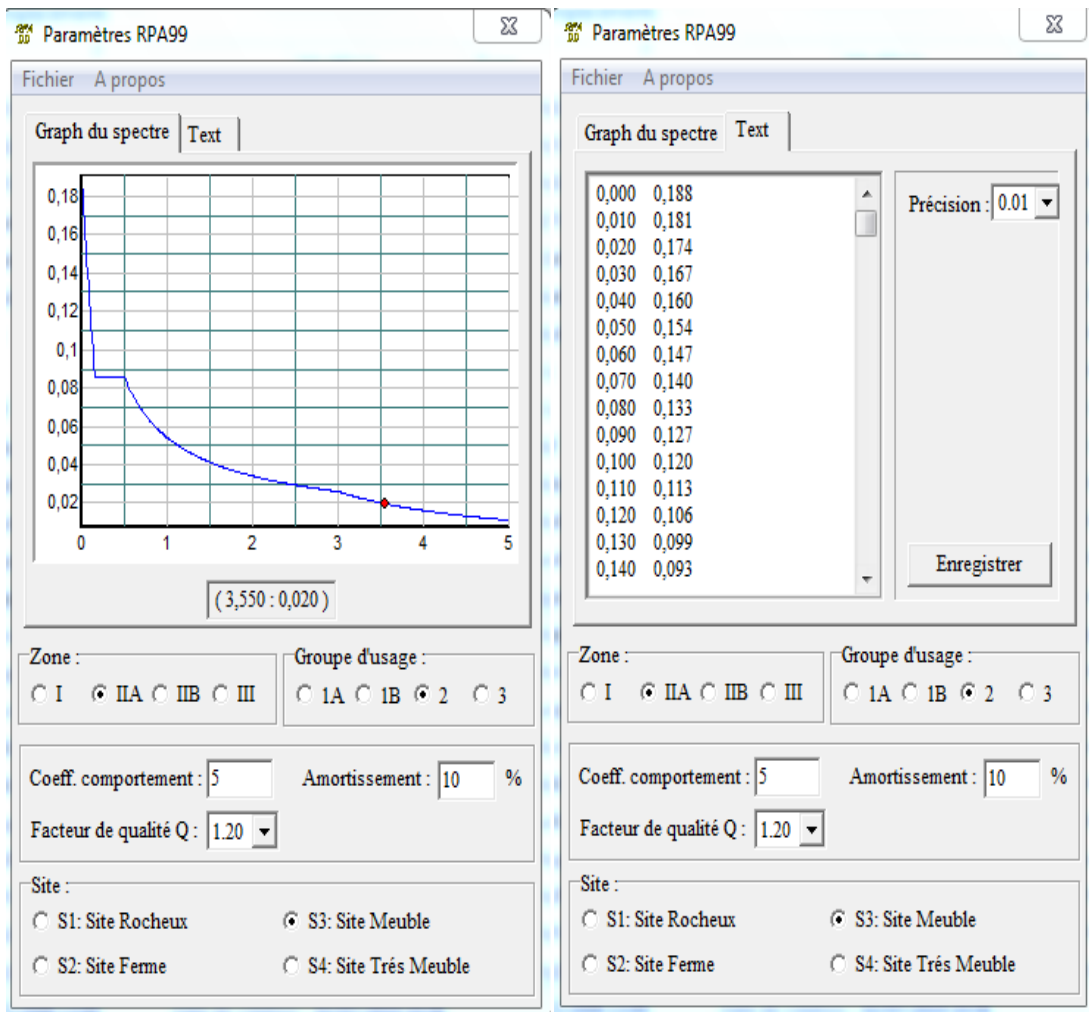 Paramètres RPA99
Fichier A propos
Graph du spectre Text
0,18
0,16
0,14
0,12
0,1
0,08
0,06
0,04
0,02
0 1 2 3 4 5
( 3,550 : 0,020 )
Zone :
I IIA IIB III
Groupe d'usage :
1A 1B 2 3
Coeff. comportement : 5 Amortissement : 10 %
Facteur de qualité Q : 1.20
Site :
S1: Site Rocheux S3: Site Meuble
S2: Site Ferme S4: Site Trés Meuble
Paramètres RPA99
Fichier A propos
Graph du spectre Text
0,000 0,188
0,010 0,181
0,020 0,174
0,030 0,167
0,040 0,160
0,050 0,154
0,060 0,147
0,070 0,140
0,080 0,133
0,090 0,127
0,100 0,120
0,110 0,113
0,120 0,106
0,130 0,099
0,140 0,093
Précision : 0.01
Enregistrer
Zone :
I IIA IIB III
Groupe d'usage :
1A 1B 2 3
Coeff. comportement : 5 Amortissement : 10 %
Facteur de qualité Q : 1.20
Site :
S1: Site Rocheux S3: Site Meuble
S2: Site Ferme S4: Site Trés Meuble